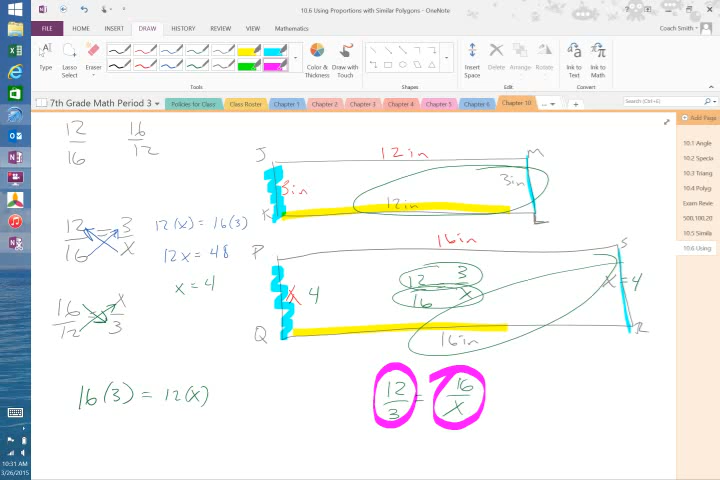 10.6 Using Proportions with Similar Polygons - OneNote
FILE HOME INSERT DRAW HISTORY REVIEW VIEW Mathematics
Coach Smith
Type Lasso Select Eraser
Color & Thickness Draw with Touch
Insert Space Delete Arrange Rotate
Ink to Text Ink to Math
Tools Shapes Edit Convert
7th Grade Math Period 3 Policies for Class Class Roster Chapter 1 Chapter 2 Chapter 3 Chapter 4 Chapter 5 Chapter 6 Chapter 10 ...
Search (Ctrl+E)
Add Page
10.1 Angle
10.2 Specia
10.3 Triang
10.4 Polyg
Exam Revie
500,100,20
10.5 Simila
10.6 Using
12/16 16/12
J 12in M
3in 3in
K 12in L
12/16 = 3/x 12(x) = 16(3)
12x = 48
x = 4
P 16in S
x 4 12 3 x = 4
16 x
Q 16in R
16/12 = x/3
16(3) = 12(x)
12/3 = 16/x
10:31 AM
3/26/2015